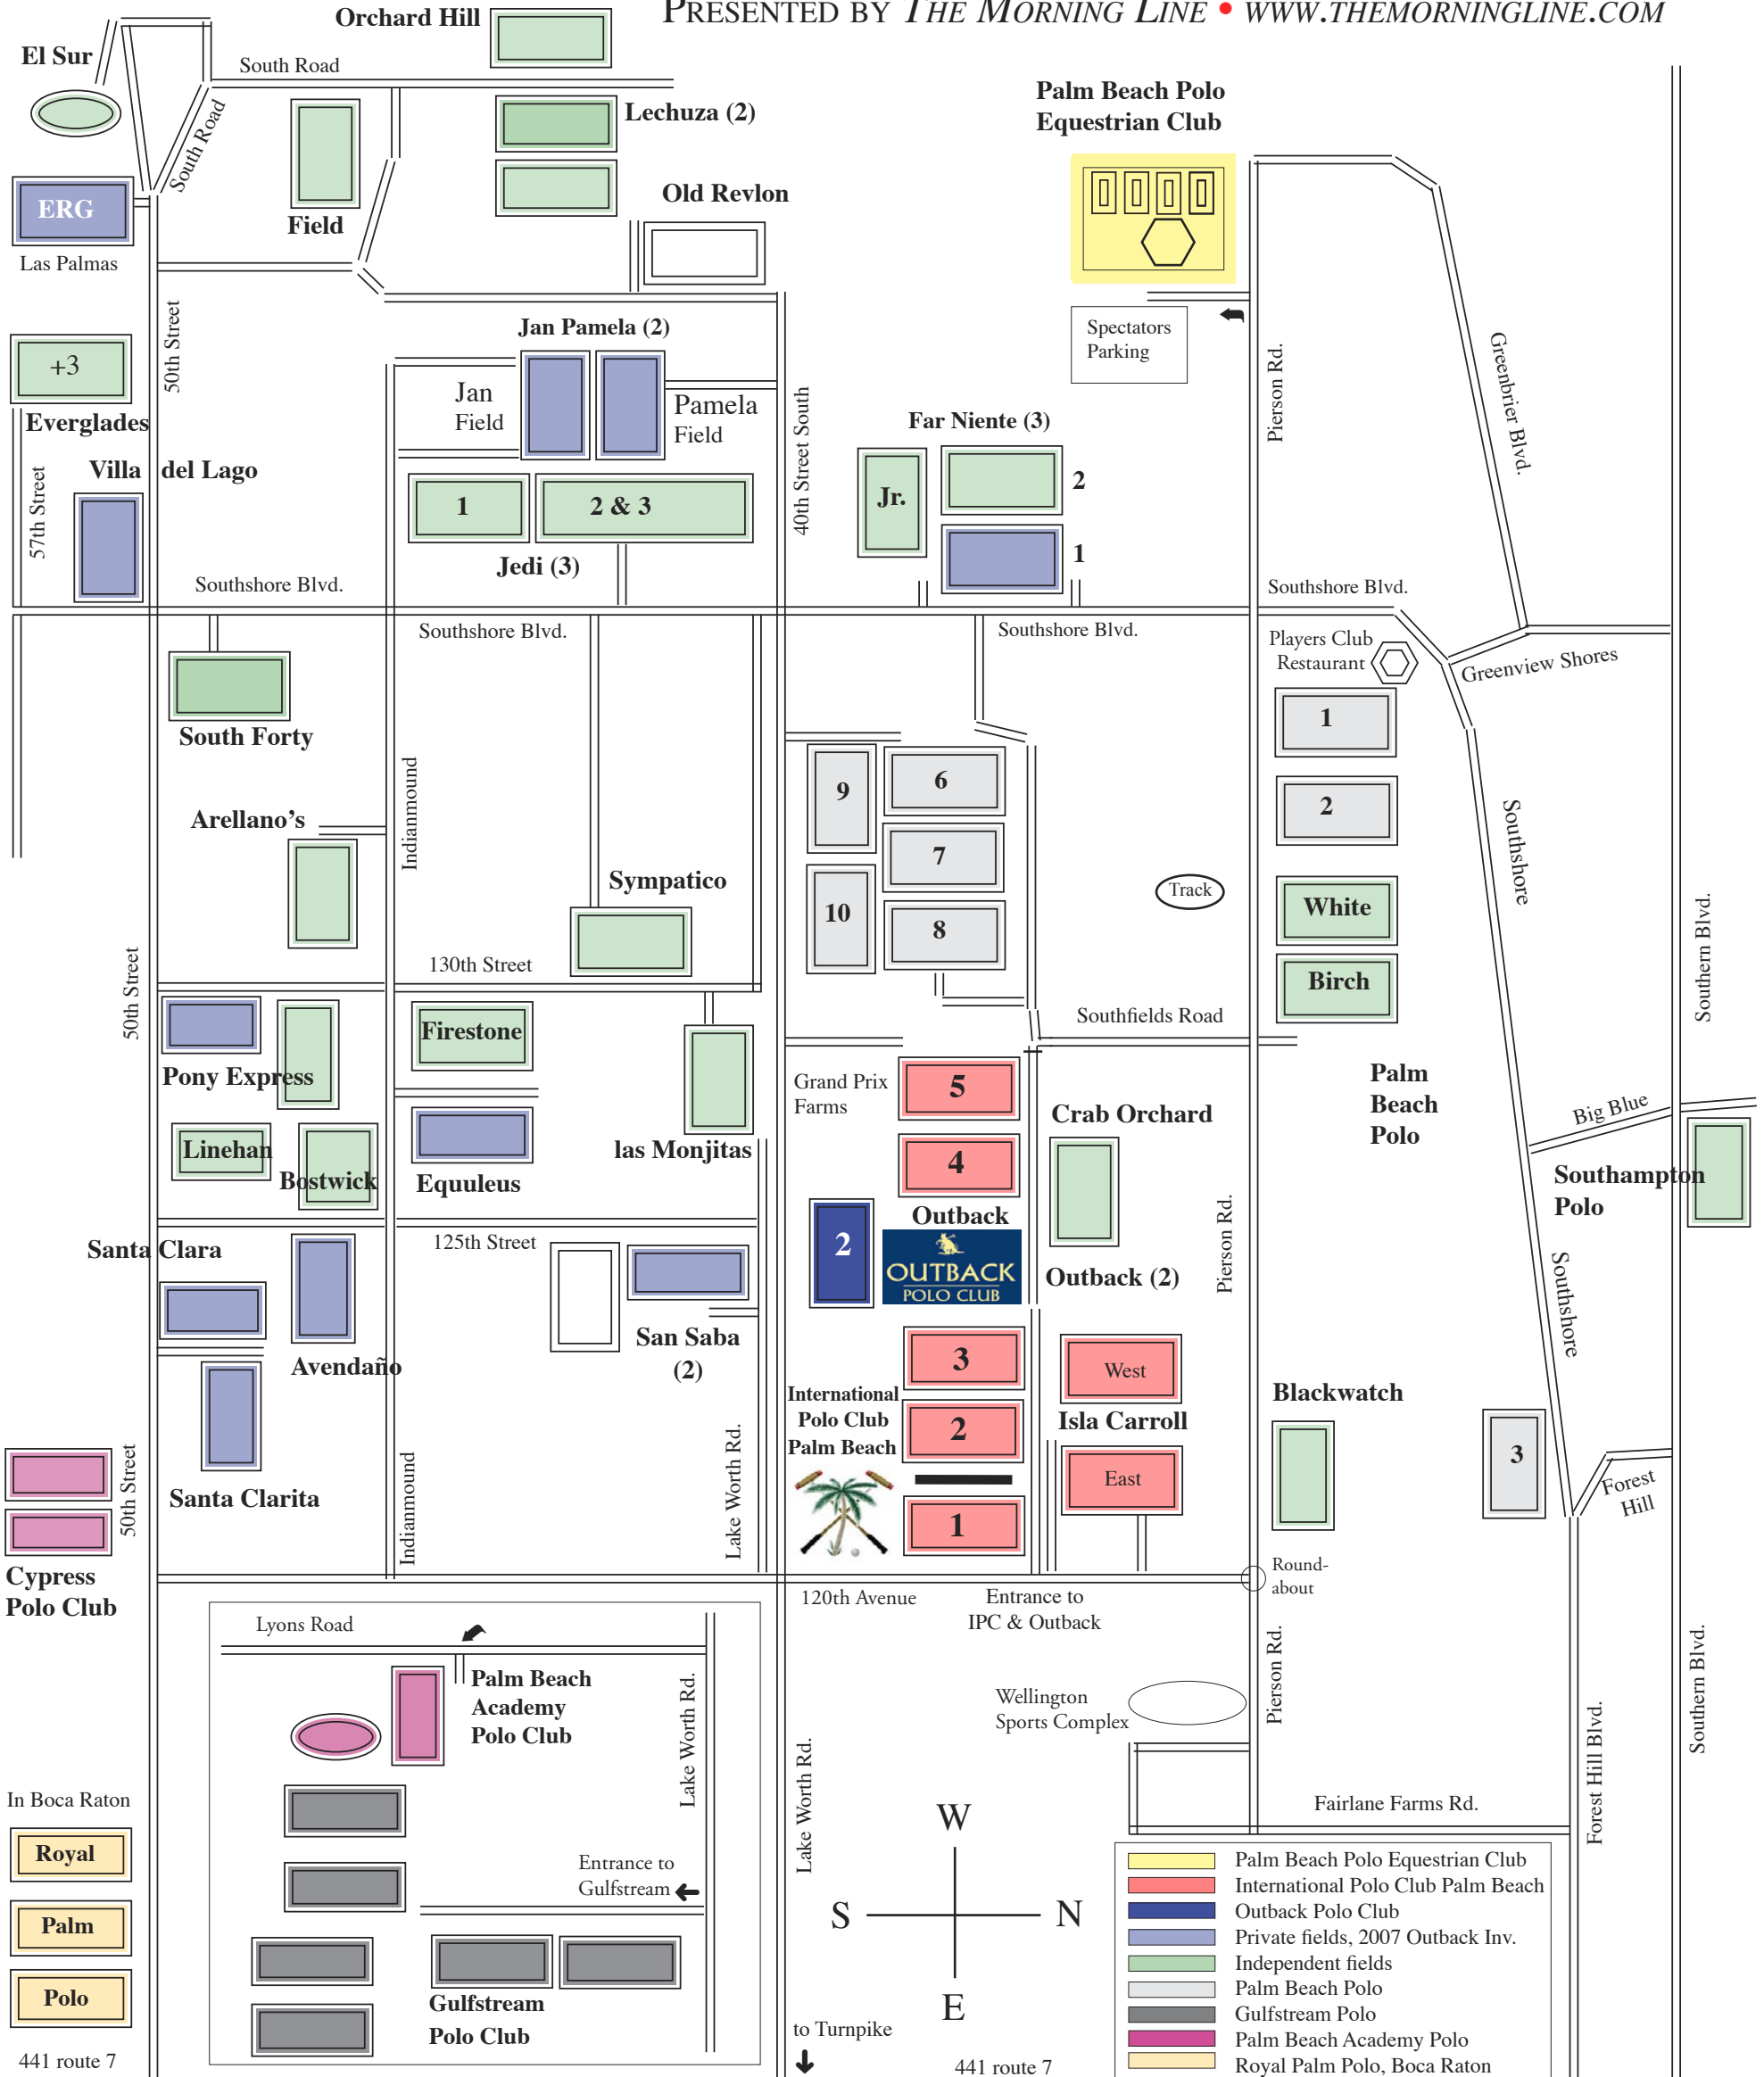 PRESENTED BY THE MORNING LINE • WWW.THEMORNINGLINE.COM
Orchard Hill
El Sur
South Road
South Road
Lechuza (2)
Field
ERG
Las Palmas
Old Revlon
Palm Beach Polo
Equestrian Club
Spectators
Parking
50th Street
+3
Everglades
57th Street
Villa del Lago
Jan Pamela (2)
Jan
Field
Pamela
Field
1
2 & 3
Jedi (3)
40th Street South
Far Niente (3)
Jr.
2
1
Pierson Rd.
Greenbrier Blvd.
Southshore Blvd.
Southshore Blvd.
Southshore Blvd.
Southshore Blvd.
Players Club
Restaurant
Greenview Shores
South Forty
Arellano's
Indianmound
Sympatico
130th Street
9
6
7
10
8
Track
1
2
White
Birch
Southshore
Southern Blvd.
50th Street
Pony Express
Firestone
Linehan
Bostwick
Equuleus
las Monjitas
Southfields Road
Grand Prix
Farms
5
4
Crab Orchard
Palm
Beach
Polo
Big Blue
Southampton
Polo
Santa Clara
125th Street
Avendaño
San Saba
(2)
Santa Clarita
2
Outback
OUTBACK
POLO CLUB
Outback (2)
Pierson Rd.
Southshore
3
International
Polo Club
Palm Beach
2
1
West
Isla Carroll
East
Blackwatch
3
Forest
Hill
50th Street
Cypress
Polo Club
Indianmound
Lake Worth Rd.
120th Avenue
Entrance to
IPC & Outback
Round-
about
Lyons Road
Palm Beach
Academy
Polo Club
Lake Worth Rd.
Entrance to
Gulfstream
Gulfstream
Polo Club
Wellington
Sports Complex
Pierson Rd.
Lake Worth Rd.
Fairlane Farms Rd.
Forest Hill Blvd.
Southern Blvd.
In Boca Raton
Royal
Palm
Polo
441 route 7
W
S
N
E
to Turnpike
441 route 7
Palm Beach Polo Equestrian Club
International Polo Club Palm Beach
Outback Polo Club
Private fields, 2007 Outback Inv.
Independent fields
Palm Beach Polo
Gulfstream Polo
Palm Beach Academy Polo
Royal Palm Polo, Boca Raton